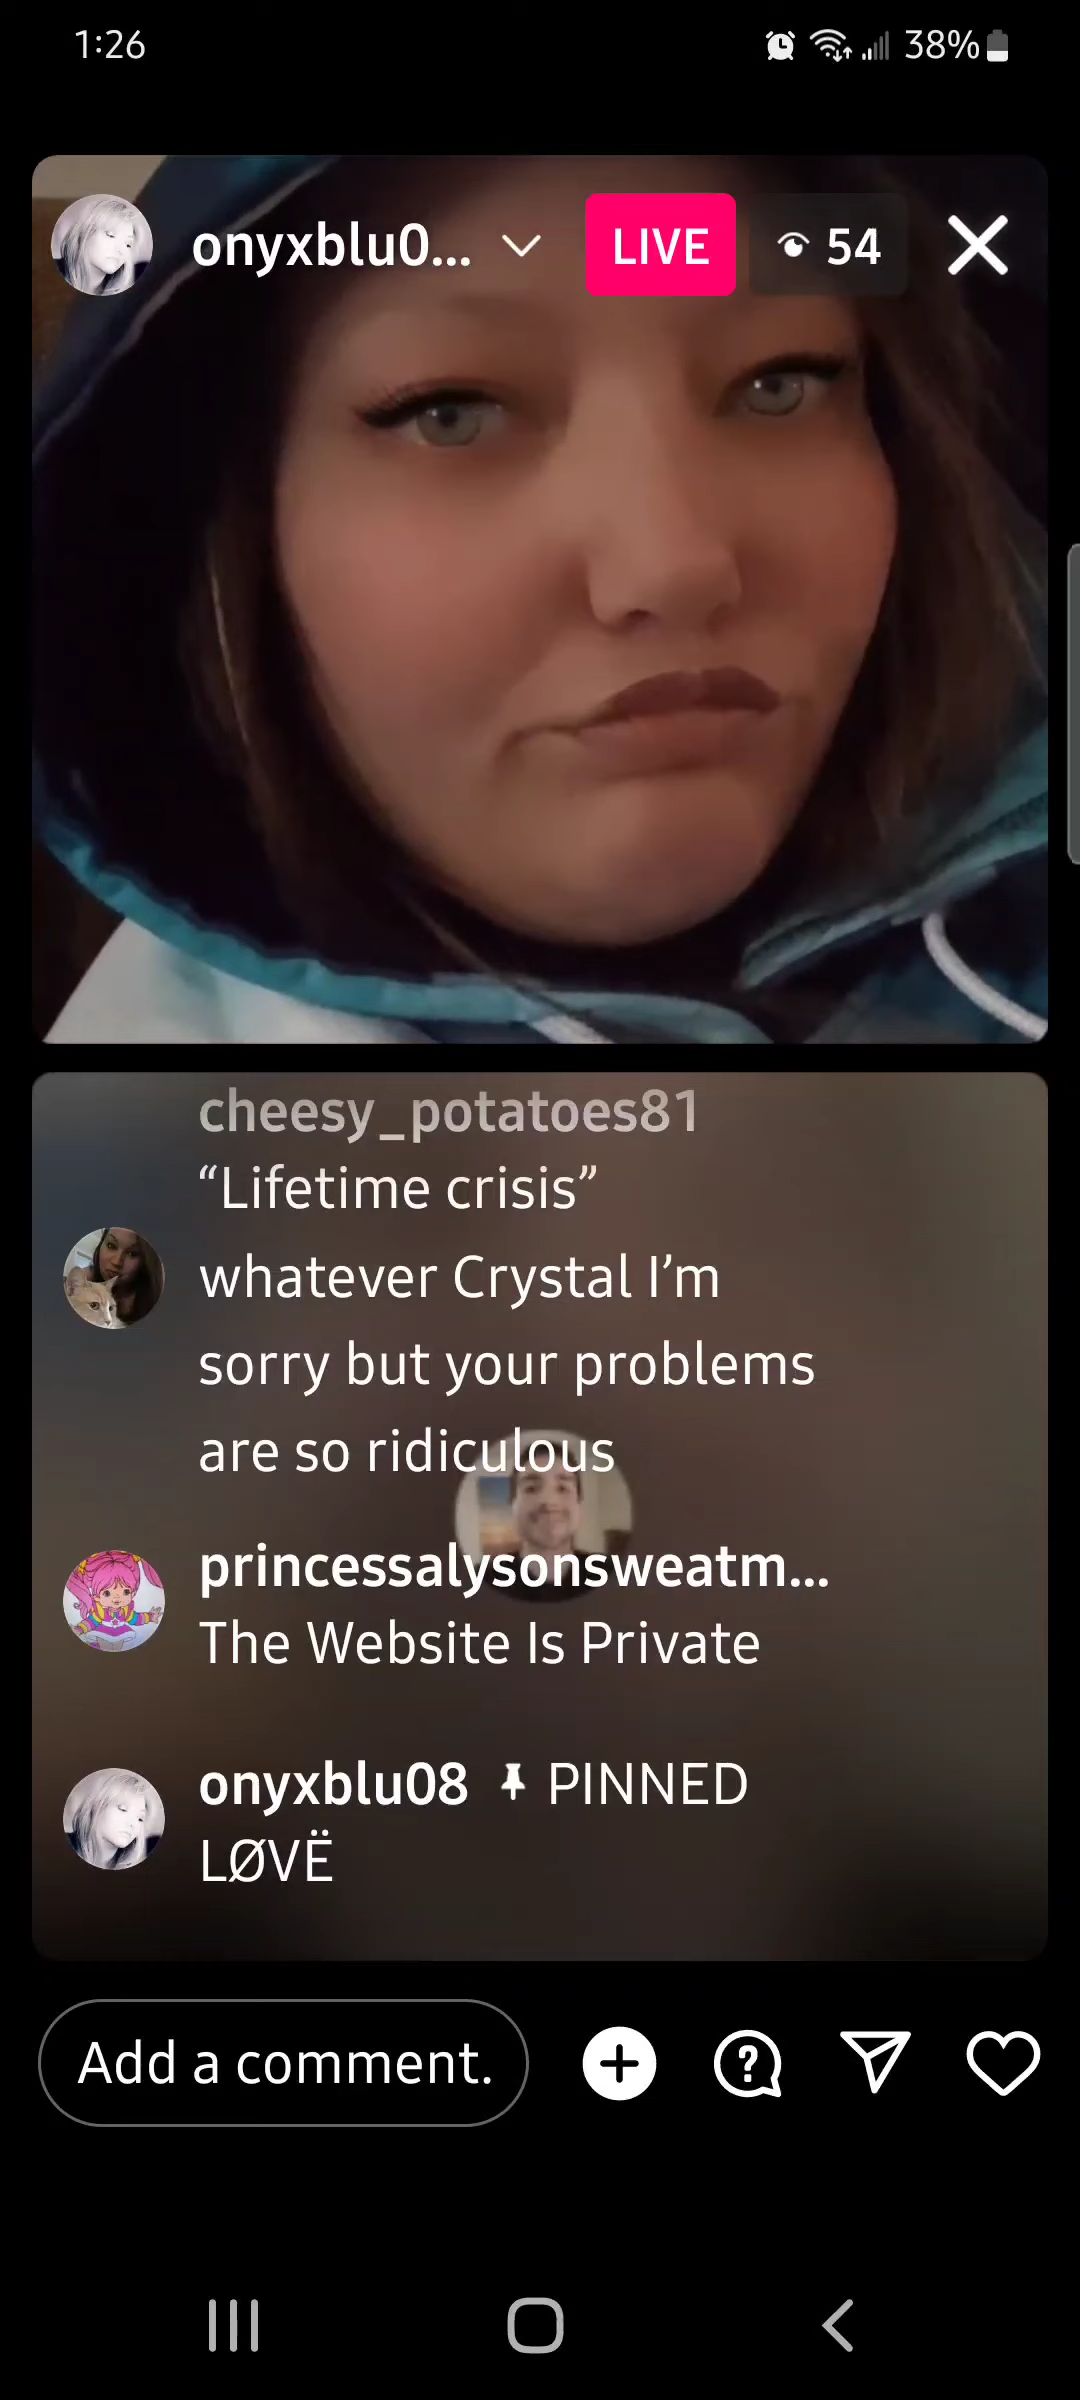 1:26
38%
onyxblu0...
LIVE
54
cheesy_potatoes81
“Lifetime crisis”
whatever Crystal I’m
sorry but your problems
are so ridiculous
princessalysonsweatm...
The Website Is Private
onyxblu08 PINNED
LØVË
Add a comment.